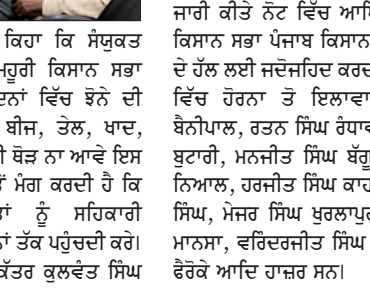 ਕਿਹਾ ਕਿ ਸੰਯੁਕਤ
ਮਹੂਰੀ ਕਿਸਾਨ ਸਭਾ
ਦਨਾਂ ਵਿੱਚ ਝੋਨੇ ਦੀ
ਬੀਜ, ਤੇਲ, ਖਾਦ,
ਥੋੜ ਨਾ ਆਵੇ ਇਸ
ਮੰਗ ਕਰਦੀ ਹੈ ਕਿ
ਨੂੰ ਸਹਿਕਾਰੀ
ਤੱਕ ਪਹੁੰਚਦੀ ਕਰੇ।
ਕੱਤਰ ਕੁਲਵੰਤ ਸਿੰਘ
ਜਾਰੀ ਕੀਤੇ ਨੋਟ ਵਿੱਚ
ਕਿਸਾਨ ਸਭਾ ਪੰਜਾਬ ਕਿਸਾਨ
ਦੇ ਹੱਲ ਲਈ ਜਦੋਜਹਿਦ ਕਰਦ
ਵਿੱਚ ਹੋਰਨਾ ਤੋ ਇਲਾਵਾ
ਬੈਨੀਪਾਲ, ਰਤਨ ਸਿੰਘ ਰੰਧਾਵ
ਬੁਟਾਰੀ, ਮਨਜੀਤ ਸਿੰਘ ਬੱਗੂ
ਨਿਆਲ, ਹਰਜੀਤ ਸਿੰਘ ਕਾਹ
ਸਿੰਘ, ਮੇਜਰ ਸਿੰਘ ਖੁਰਲਾਪੁਰ
ਮਾਨਸਾ, ਵਰਿੰਦਰਜੀਤ ਸਿੰਘ
ਫੈਰੋਕੇ ਆਦਿ ਹਾਜ਼ਰ ਸਨ।